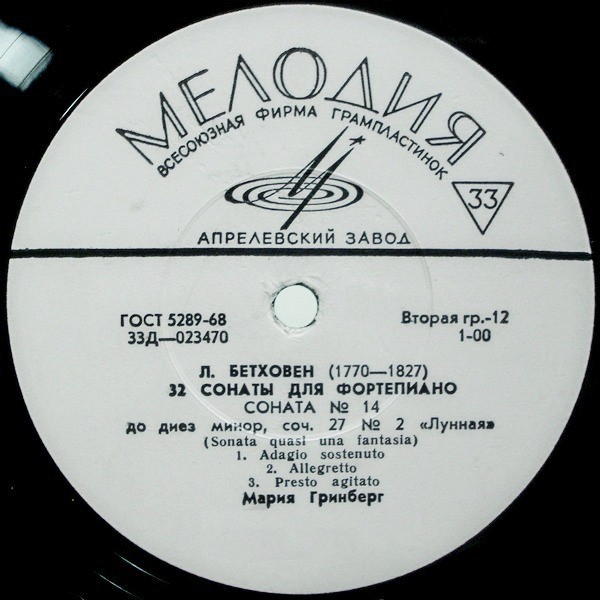 МЕЛОДИЯ
ВСЕСОЮЗНАЯ ФИРМА ГРАМПЛАСТИНОК
33
АПРЕЛЕВСКИЙ ЗАВОД
ГОСТ 5289-68
Вторая гр.-12
33Д—023470
1-00
Л. БЕТХОВЕН (1770—1827)
32 СОНАТЫ ДЛЯ ФОРТЕПИАНО
СОНАТА № 14
до диез минор, соч. 27 № 2 «Лунная»
(Sonata quasi una fantasia)
1. Adagio sostenuto
2. Allegretto
3. Presto agitato
Мария Гринберг